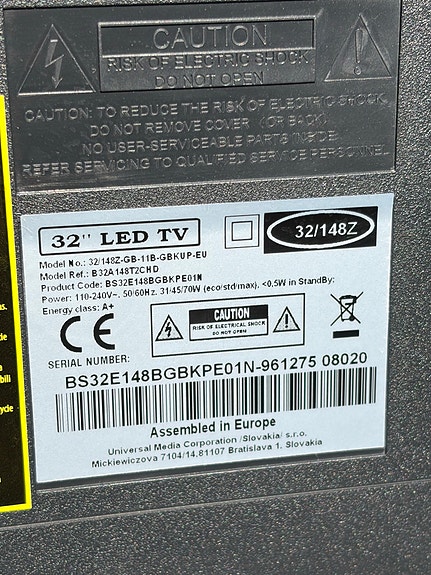 CAUTION
RISK OF ELECTRIC SHOCK
DO NOT OPEN
CAUTION: TO REDUCE THE RISK OF ELECTRIC SHOCK,
DO NOT REMOVE COVER (OR BACK)
NO USER-SERVICEABLE PARTS INSIDE
REFER SERVICING TO QUALIFIED SERVICE PERSONNEL
32" LED TV
32/148Z
Model No.: 32/148Z-GB-11B-GBKUP-EU
Model Ref.: B32A148T2CHD
Product Code: BS32E148BGBKPE01N
Power: 110-240V~, 50/60Hz, 31/45/70W (eco/std/max), <0,5W in StandBy:
Energy class: A+
CE
CAUTION
RISK OF ELECTRICAL SHOCK
DO NOT OPEN
SERIAL NUMBER:
BS32E148BGBKPE01N-961275 08020
Assembled in Europe
Universal Media Corporation /Slovakia/ s.r.o.
Mickiewiczova 7104/14,81107 Bratislava 1, Slovakia